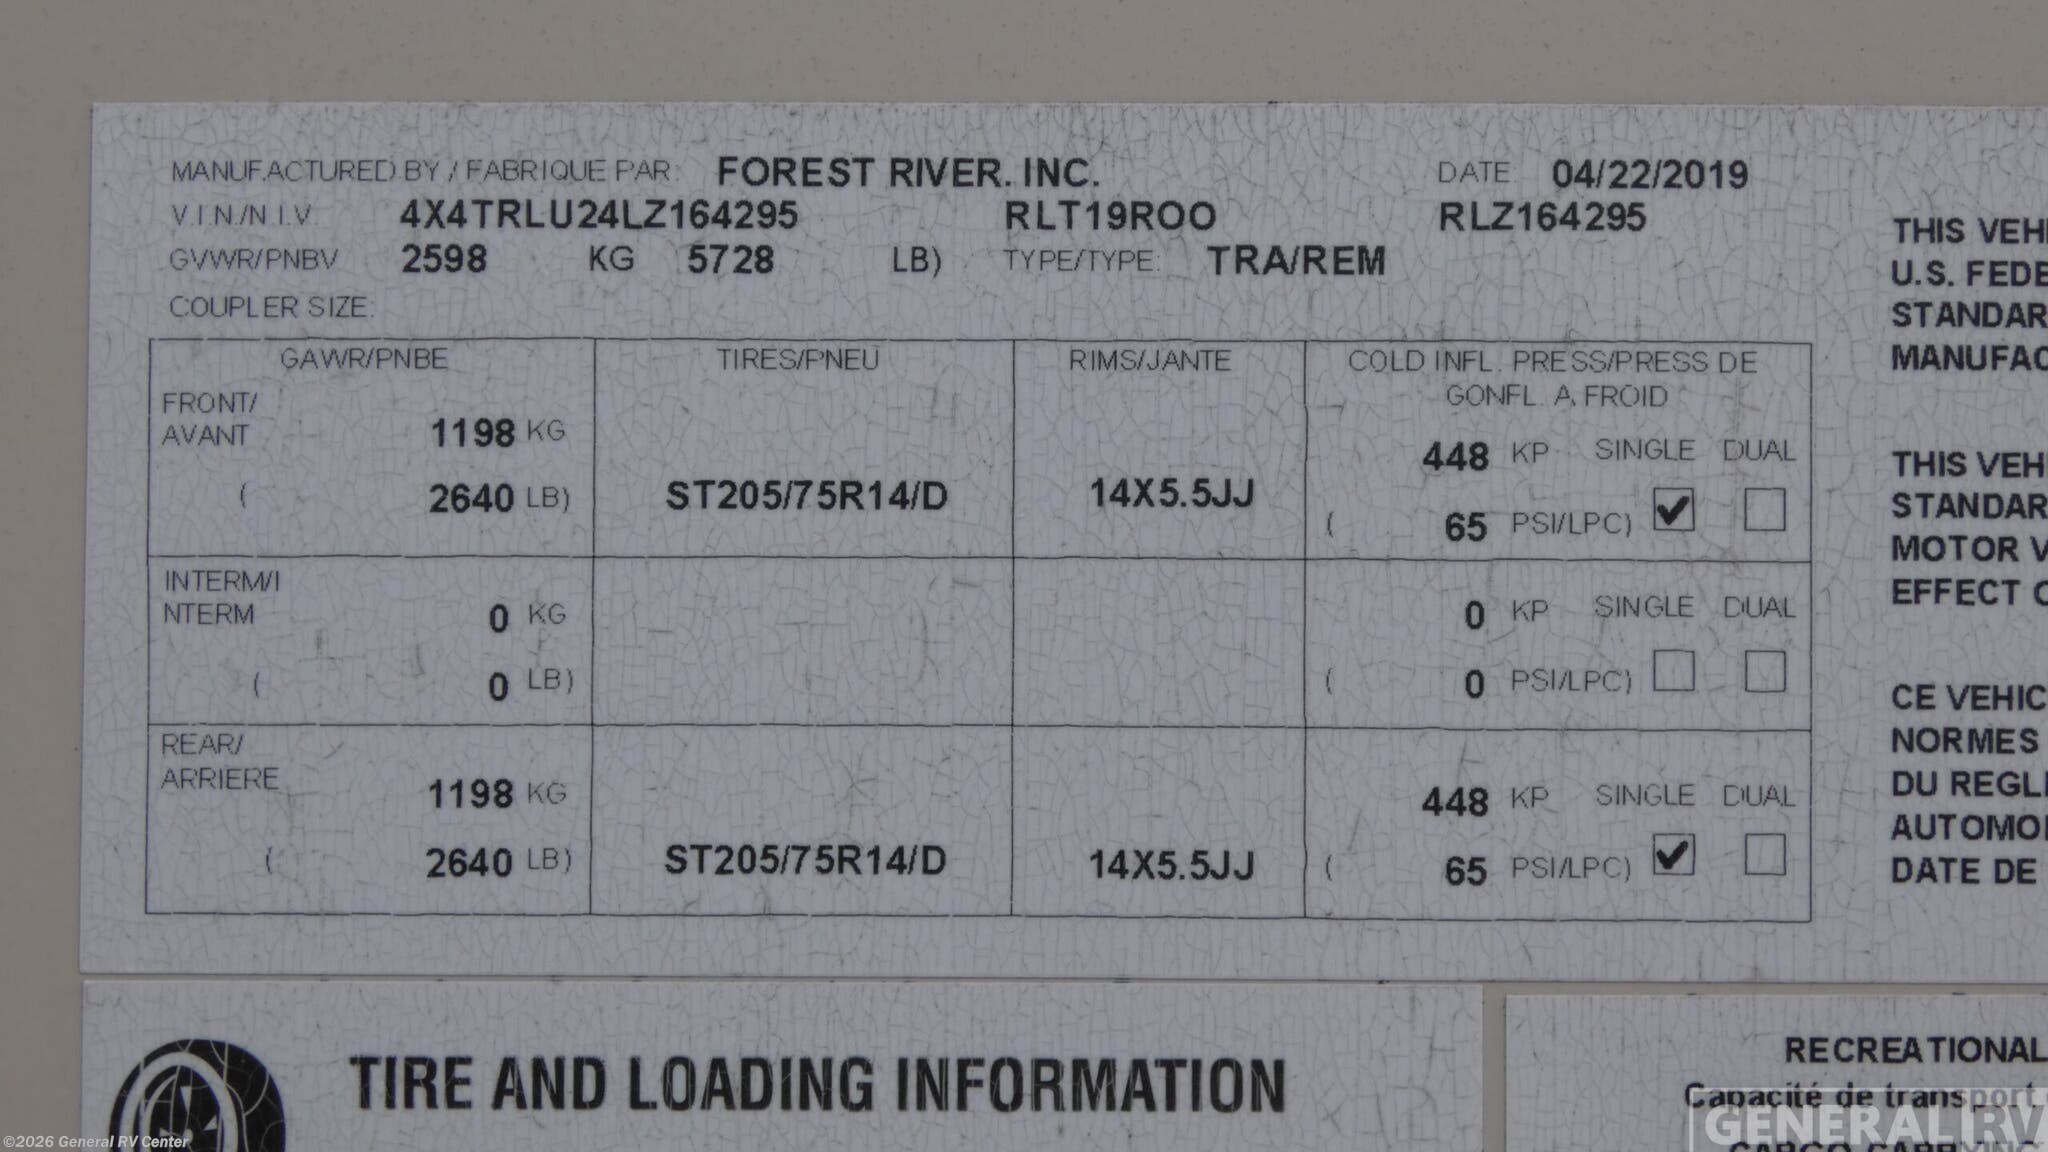 MANUFACTURED BY / FABRIQUE PAR: FOREST RIVER. INC. DATE: 04/22/2019
V.I.N./N.I.V. 4X4TRLU24LZ164295 RLT19ROO RLZ164295
GVWR/PNBV 2598 KG 5728 LB) TYPE/TYPE: TRA/REM
COUPLER SIZE:
GAWR/PNBE TIRES/PNEU RIMS/JANTE COLD INFL. PRESS/PRESS DE
GONFL. A FROID
FRONT/
AVANT 1198 KG 448 KP SINGLE DUAL
( 2640 LB) ST205/75R14/D 14X5.5JJ ( 65 PSI/LPC) ✔
INTERM/I
NTERM 0 KG 0 KP SINGLE DUAL
( 0 LB) ( 0 PSI/LPC)
REAR/
ARRIERE 1198 KG 448 KP SINGLE DUAL
( 2640 LB) ST205/75R14/D 14X5.5JJ ( 65 PSI/LPC) ✔
THIS VEH
U.S. FEDE
STANDAR
MANUFAC
THIS VEH
STANDAR
MOTOR V
EFFECT O
CE VEHIC
NORMES
DU REGL
AUTOMO
DATE DE
TIRE AND LOADING INFORMATION
RECREATIONAL
Capacité de transport
CARGO CARRYING
©2026 General RV Center
GENERAL RV